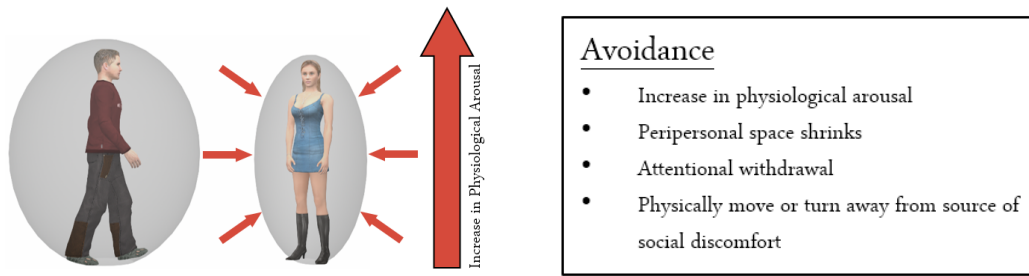 Increase in Physiological Arousal
Avoidance
• Increase in physiological arousal
• Peripersonal space shrinks
• Attentional withdrawal
• Physically move or turn away from source of
social discomfort